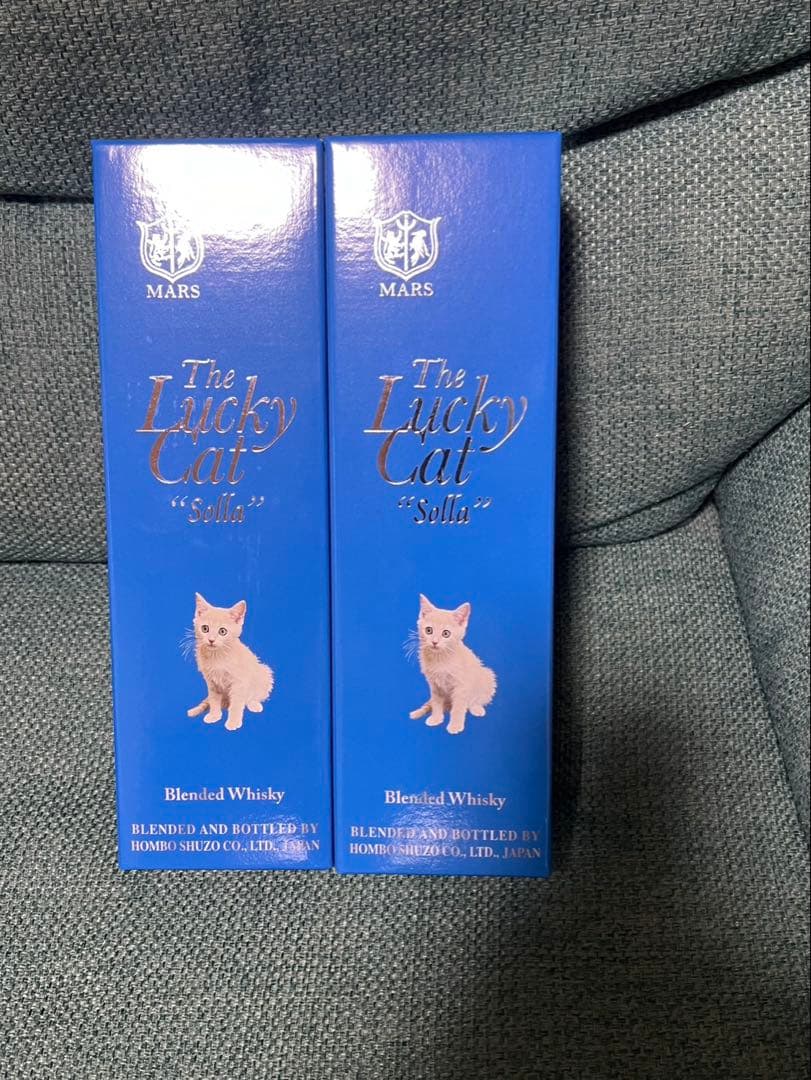 MARS
The
Lucky
Cat
“Solla”
Blended Whisky
BLENDED AND BOTTLED BY
HOMBO SHUZO CO., LTD., JAPAN
MARS
The
Lucky
Cat
“Solla”
Blended Whisky
BLENDED AND BOTTLED BY
HOMBO SHUZO CO., LTD., JAPAN